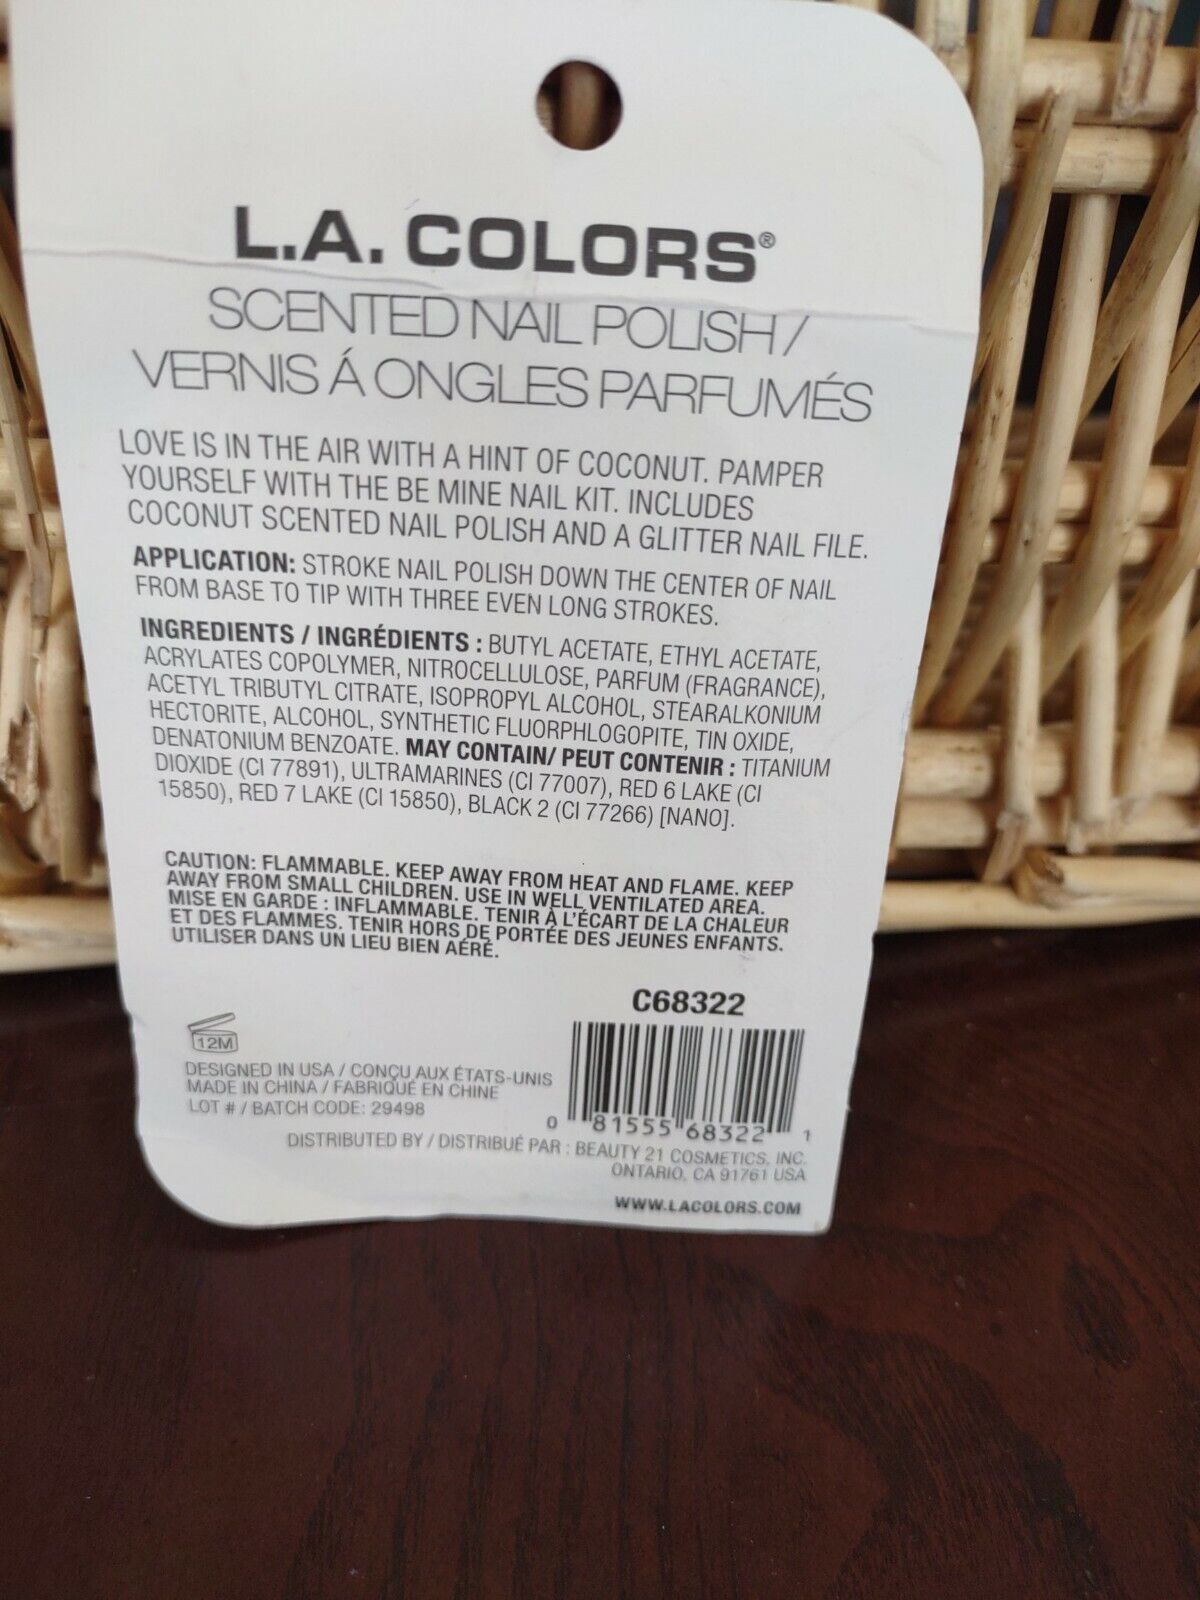 L.A. COLORS®
SCENTED NAIL POLISH /
VERNIS Á ONGLES PARFUMÉS
LOVE IS IN THE AIR WITH A HINT OF COCONUT. PAMPER
YOURSELF WITH THE BE MINE NAIL KIT. INCLUDES
COCONUT SCENTED NAIL POLISH AND A GLITTER NAIL FILE.
APPLICATION: STROKE NAIL POLISH DOWN THE CENTER OF NAIL
FROM BASE TO TIP WITH THREE EVEN LONG STROKES.
INGREDIENTS / INGRÉDIENTS : BUTYL ACETATE, ETHYL ACETATE,
ACRYLATES COPOLYMER, NITROCELLULOSE, PARFUM (FRAGRANCE),
ACETYL TRIBUTYL CITRATE, ISOPROPYL ALCOHOL, STEARALKONIUM
HECTORITE, ALCOHOL, SYNTHETIC FLUORPHLOGOPITE, TIN OXIDE,
DENATONIUM BENZOATE. MAY CONTAIN/ PEUT CONTENIR : TITANIUM
DIOXIDE (CI 77891), ULTRAMARINES (CI 77007), RED 6 LAKE (CI
15850), RED 7 LAKE (CI 15850), BLACK 2 (CI 77266) [NANO].
CAUTION: FLAMMABLE. KEEP AWAY FROM HEAT AND FLAME. KEEP
AWAY FROM SMALL CHILDREN. USE IN WELL VENTILATED AREA.
MISE EN GARDE : INFLAMMABLE. TENIR À L'ÉCART DE LA CHALEUR
ET DES FLAMMES. TENIR HORS DE PORTÉE DES JEUNES ENFANTS.
UTILISER DANS UN LIEU BIEN AÉRÉ.
C68322
12M
DESIGNED IN USA / CONÇU AUX ÉTATS-UNIS
MADE IN CHINA / FABRIQUÉ EN CHINE
LOT # / BATCH CODE: 29498
0 81555 68322 1
DISTRIBUTED BY / DISTRIBUÉ PAR : BEAUTY 21 COSMETICS, INC.
ONTARIO, CA 91761 USA
WWW.LACOLORS.COM